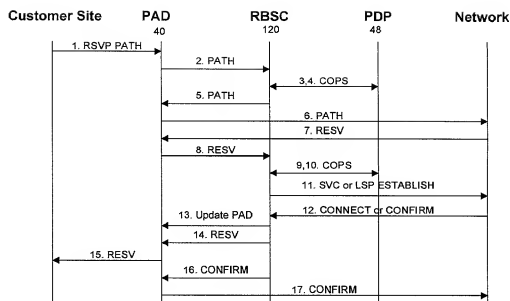 Customer Site PAD RBSC PDP Network
40 120 48
1. RSVP PATH
2. PATH
3,4. COPS
5. PATH
6. PATH
7. RESV
8. RESV
9,10. COPS
11. SVC or LSP ESTABLISH
12. CONNECT or CONFIRM
13. Update PAD
14. RESV
15. RESV
16. CONFIRM
17. CONFIRM